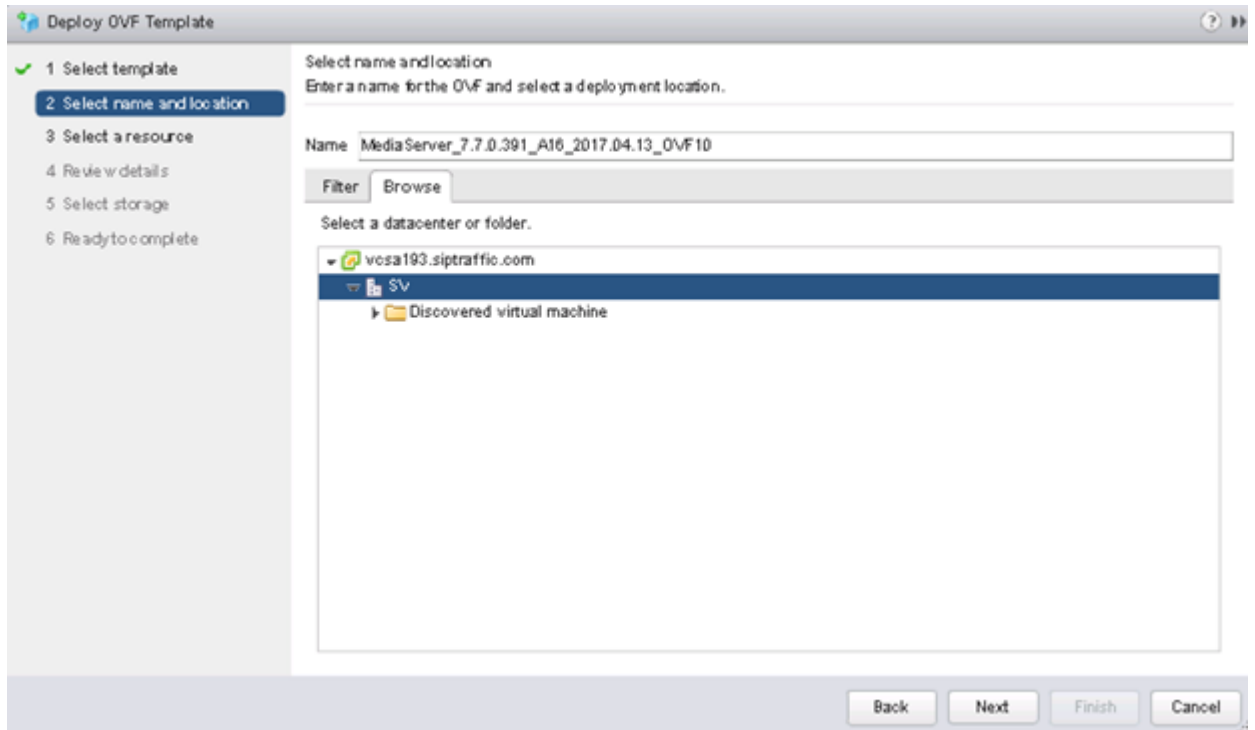 Deploy OVF Template
1 Select template
2 Select name and location
3 Select a resource
4 Review details
5 Select storage
6 Ready to complete
Select name and location
Enter a name for the OVF and select a deployment location.
Name MediaServer_7.7.0.391_A16_2017.04.13_OVF10
Filter Browse
Select a datacenter or folder.
vcsa193.siptraffic.com
SV
Discovered virtual machine
Back Next Finish Cancel